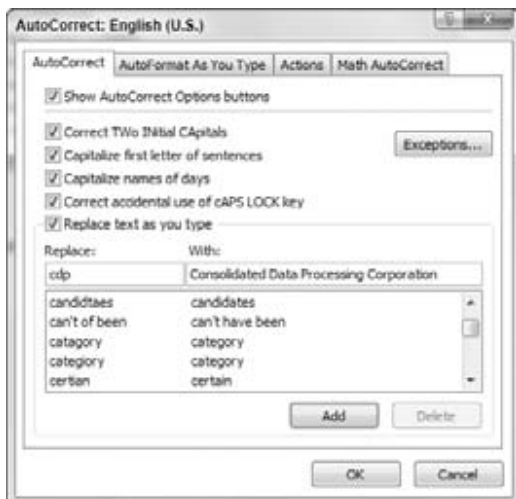 AutoCorrect: English (U.S.)
AutoCorrect AutoFormat As You Type Actions Math AutoCorrect
Show AutoCorrect Options buttons
Correct TWo INitial CApitals
Exceptions...
Capitalize first letter of sentences
Capitalize names of days
Correct accidental use of cAPS LOCK key
Replace text as you type
Replace: With:
cdp Consolidated Data Processing Corporation
candidtaes candidates
can't of been can't have been
catagory category
categiory category
certian certain
Add Delete
OK Cancel